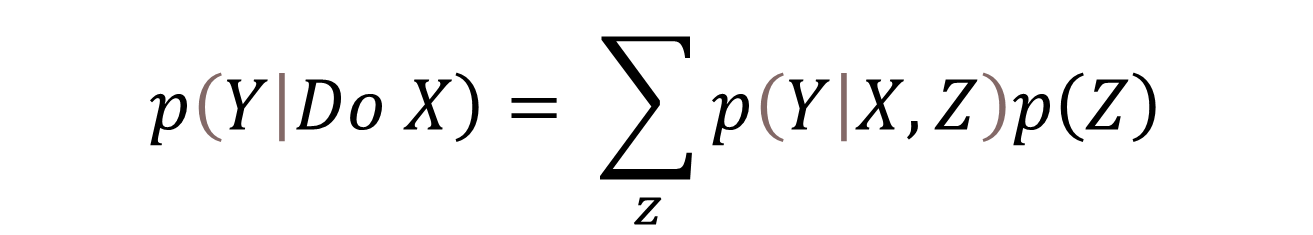 p(Y|Do X) = ∑ p(Y|X, Z)p(Z)
z